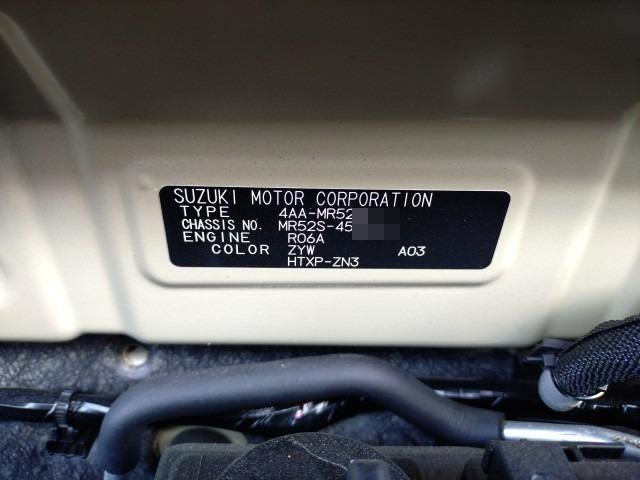 SUZUKI MOTOR CORPORATION
TYPE 4AA-MR52
CHASSIS NO. MR52S-45
ENGINE R06A
COLOR ZYW A03
HTXP-ZN3